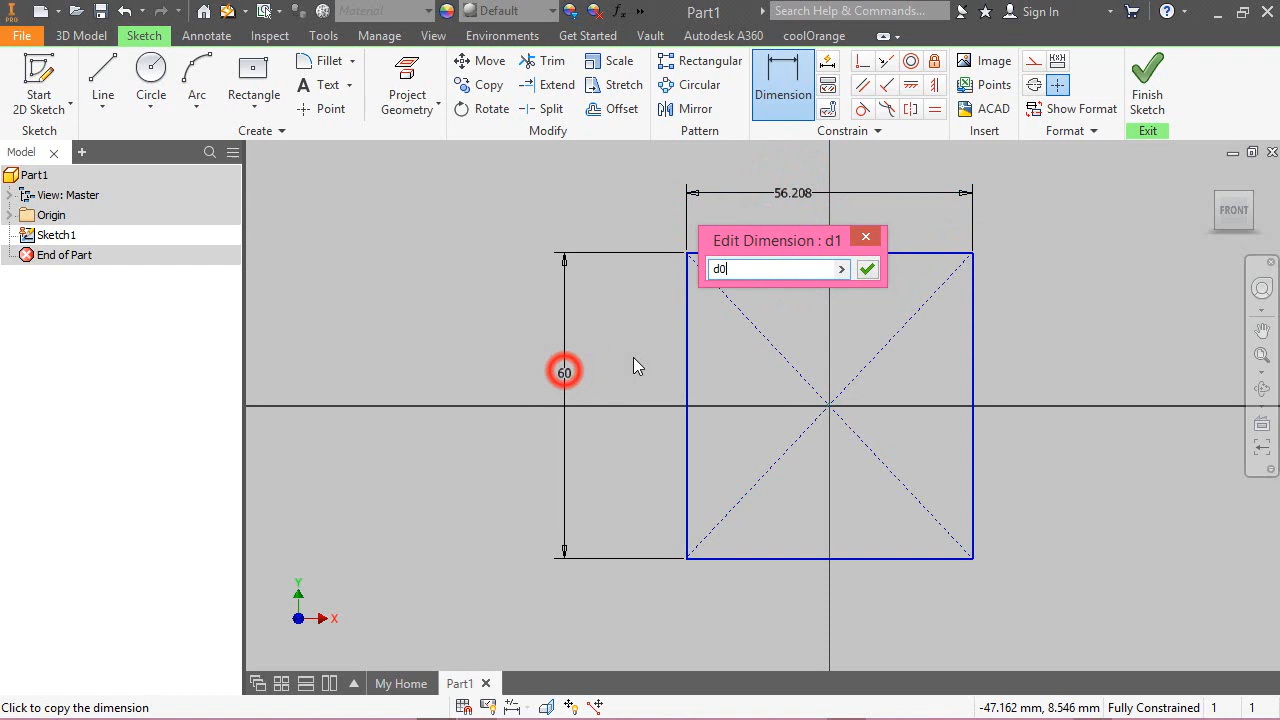 PRO
Material
Default
Part1
Search Help & Commands...
Sign In
File
3D Model
Sketch
Annotate
Inspect
Tools
Manage
View
Environments
Get Started
Vault
Autodesk A360
coolOrange
Start
2D Sketch
Line
Circle
Arc
Rectangle
Fillet
Text
Point
Project
Geometry
Move
Copy
Rotate
Trim
Extend
Split
Scale
Stretch
Offset
Rectangular
Circular
Mirror
Dimension
Image
Points
ACAD
Show Format
Finish
Sketch
Sketch
Create
Modify
Pattern
Constrain
Insert
Format
Exit
Model
Part1
View: Master
Origin
Sketch1
End of Part
56.208
FRONT
Edit Dimension : d1
d0
60
Y
X
My Home
Part1
Click to copy the dimension
-47.162 mm, 8.546 mm
Fully Constrained
1
1